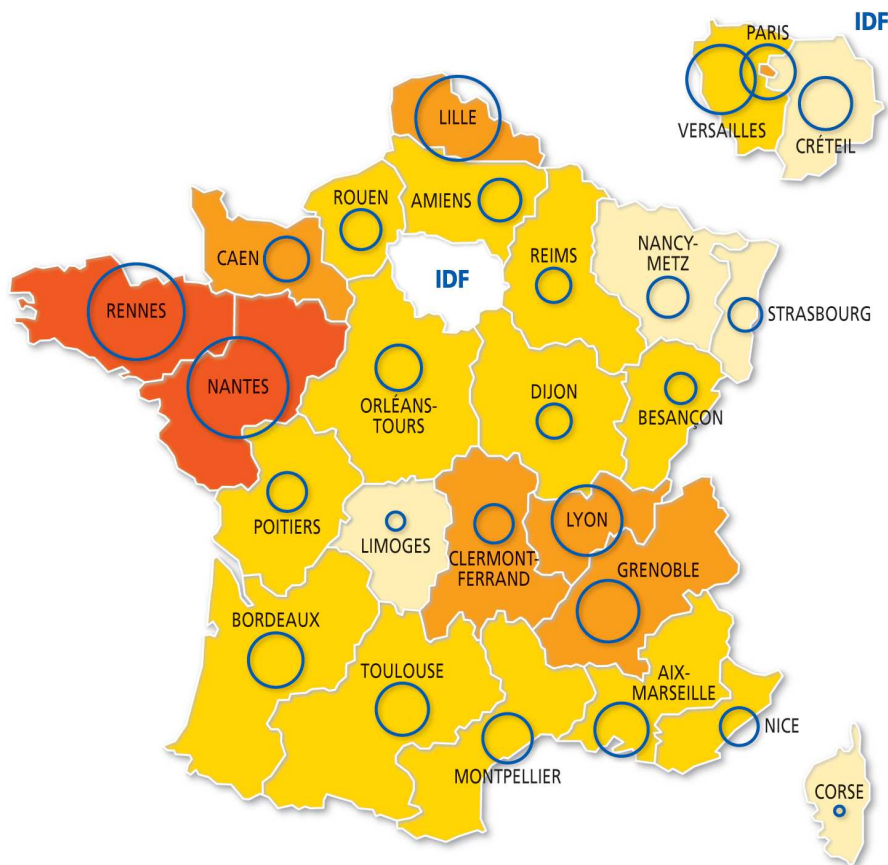 IDF
PARIS
VERSAILLES
CRÉTEIL
LILLE
ROUEN
AMIENS
CAEN
IDF
REIMS
NANCY-
METZ
STRASBOURG
RENNES
NANTES
ORLÉANS-
TOURS
DIJON
BESANÇON
POITIERS
LIMOGES
CLERMONT-
FERRAND
LYON
GRENOBLE
BORDEAUX
TOULOUSE
AIX-
MARSEILLE
NICE
MONTPELLIER
CORSE